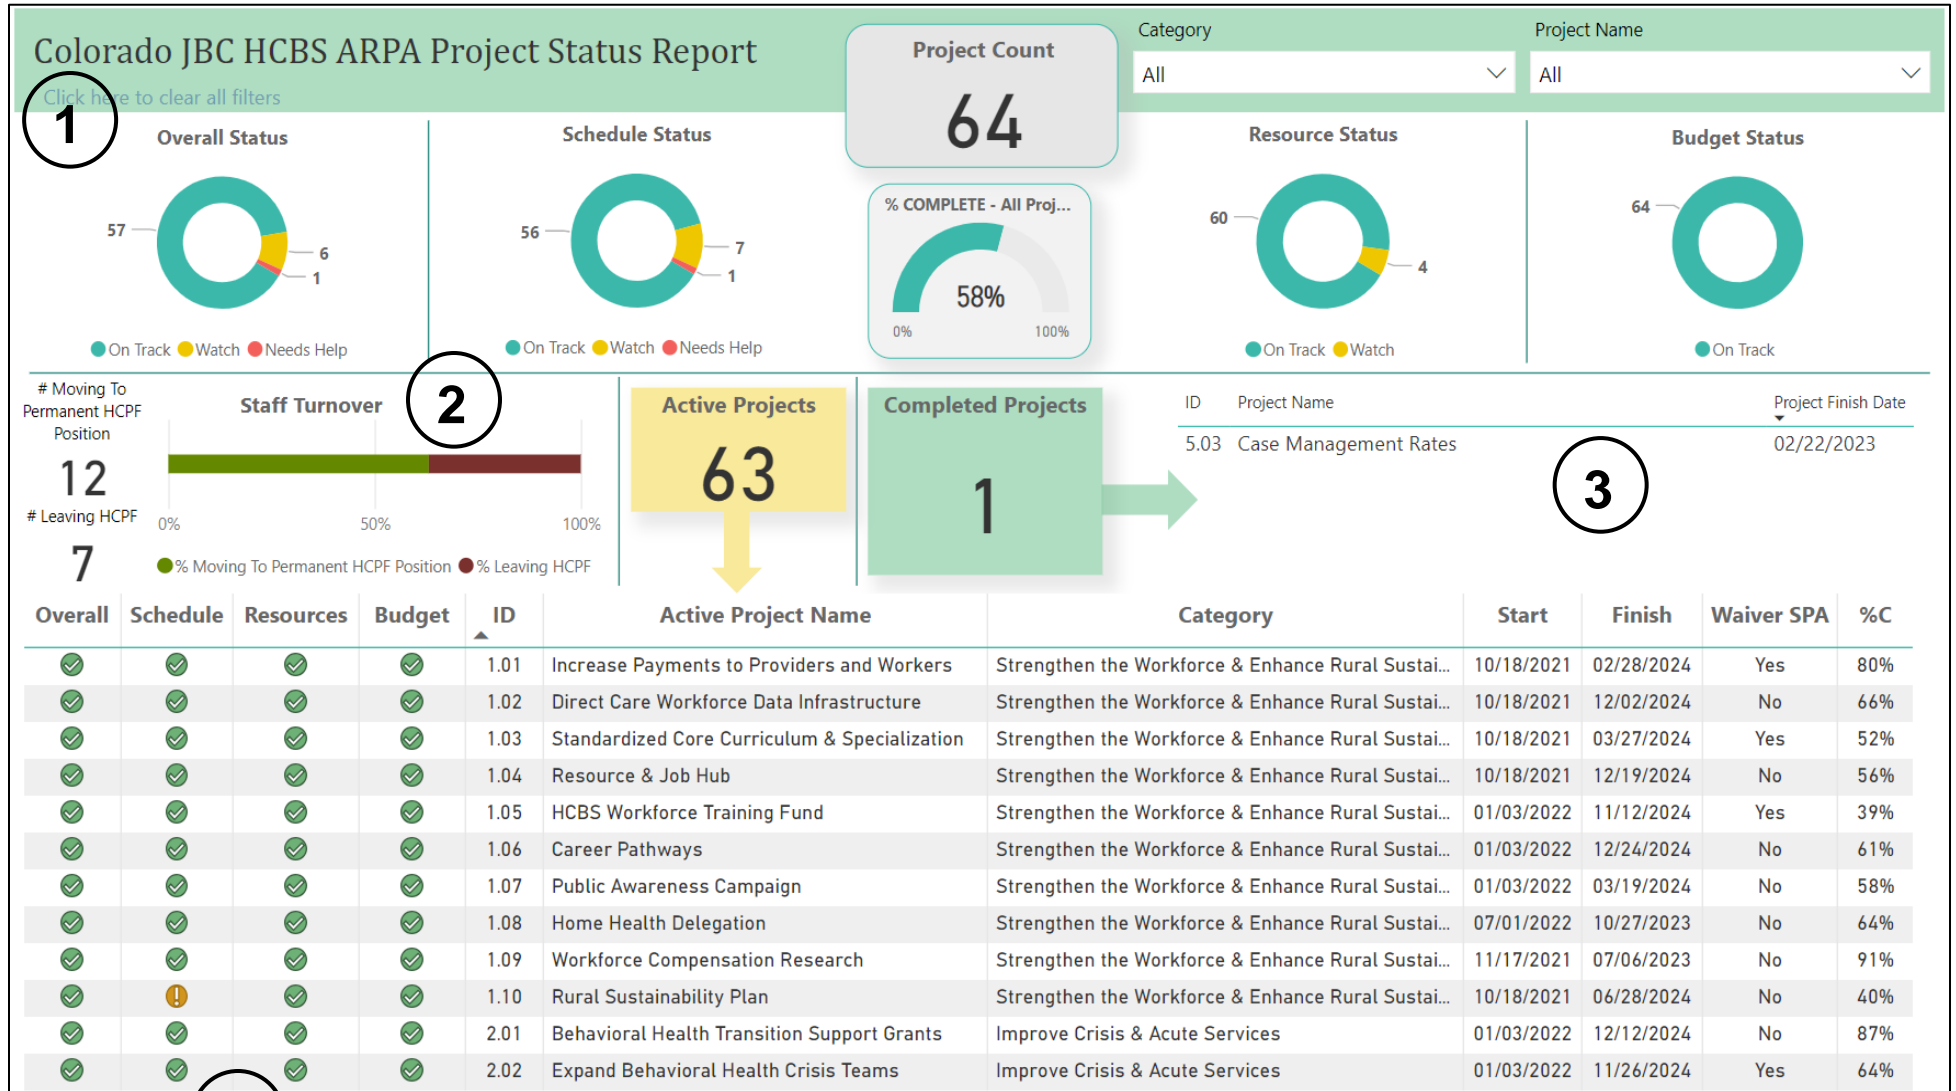 Colorado JBC HCBS ARPA Project Status Report
Click here to clear all filters
1
Project Count
64
Category
All
Project Name
All
Overall Status
57
6
1
On Track Watch Needs Help
Schedule Status
56
7
1
On Track Watch Needs Help
% COMPLETE - All Proj...
58%
0% 100%
Resource Status
60
4
On Track Watch
Budget Status
64
On Track
# Moving To
Permanent HCPF
Position
12
# Leaving HCPF
7
Staff Turnover
2
0% 50% 100%
% Moving To Permanent HCPF Position % Leaving HCPF
Active Projects
63
Completed Projects
1
ID Project Name Project Finish Date
5.03 Case Management Rates 02/22/2023
3
Overall Schedule Resources Budget ID Active Project Name Category Start Finish Waiver SPA %C
1.01 Increase Payments to Providers and Workers Strengthen the Workforce & Enhance Rural Sustai... 10/18/2021 02/28/2024 Yes 80%
1.02 Direct Care Workforce Data Infrastructure Strengthen the Workforce & Enhance Rural Sustai... 10/18/2021 12/02/2024 No 66%
1.03 Standardized Core Curriculum & Specialization Strengthen the Workforce & Enhance Rural Sustai... 10/18/2021 03/27/2024 Yes 52%
1.04 Resource & Job Hub Strengthen the Workforce & Enhance Rural Sustai... 10/18/2021 12/19/2024 No 56%
1.05 HCBS Workforce Training Fund Strengthen the Workforce & Enhance Rural Sustai... 01/03/2022 11/12/2024 Yes 39%
1.06 Career Pathways Strengthen the Workforce & Enhance Rural Sustai... 01/03/2022 12/24/2024 No 61%
1.07 Public Awareness Campaign Strengthen the Workforce & Enhance Rural Sustai... 01/03/2022 03/19/2024 No 58%
1.08 Home Health Delegation Strengthen the Workforce & Enhance Rural Sustai... 07/01/2022 10/27/2023 No 64%
1.09 Workforce Compensation Research Strengthen the Workforce & Enhance Rural Sustai... 11/17/2021 07/06/2023 No 91%
1.10 Rural Sustainability Plan Strengthen the Workforce & Enhance Rural Sustai... 10/18/2021 06/28/2024 No 40%
2.01 Behavioral Health Transition Support Grants Improve Crisis & Acute Services 01/03/2022 12/12/2024 No 87%
2.02 Expand Behavioral Health Crisis Teams Improve Crisis & Acute Services 01/03/2022 11/26/2024 Yes 64%